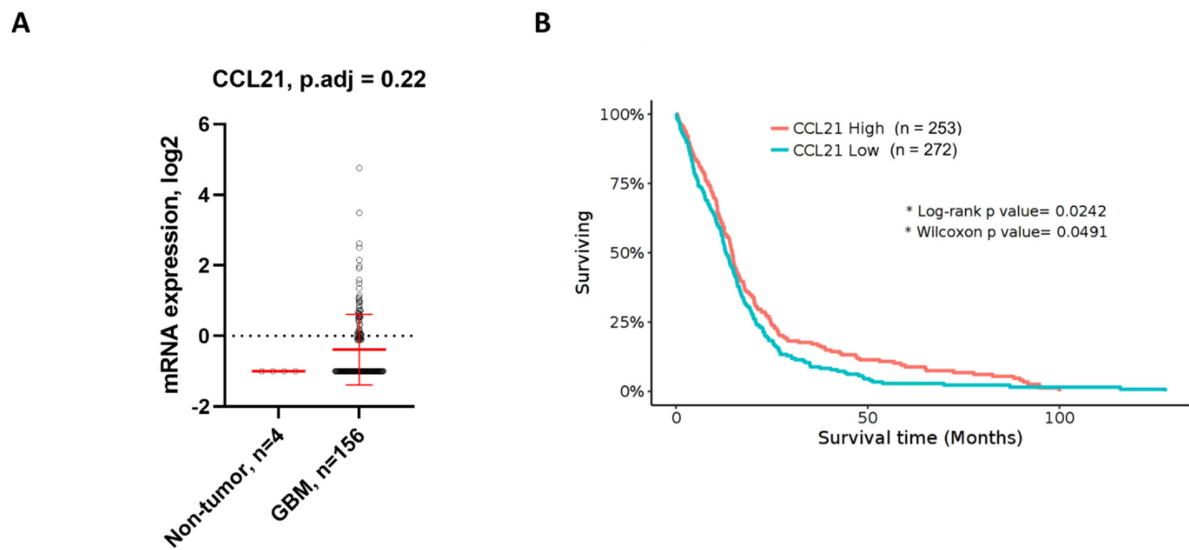 A
B
CCL21, p.adj = 0.22
mRNA expression, log2
6
4
2
0
-2
Non-tumor, n=4
GBM, n=156
Surviving
100%
75%
50%
25%
0%
CCL21 High (n = 253)
CCL21 Low (n = 272)
* Log-rank p value= 0.0242
* Wilcoxon p value= 0.0491
0
50
100
Survival time (Months)